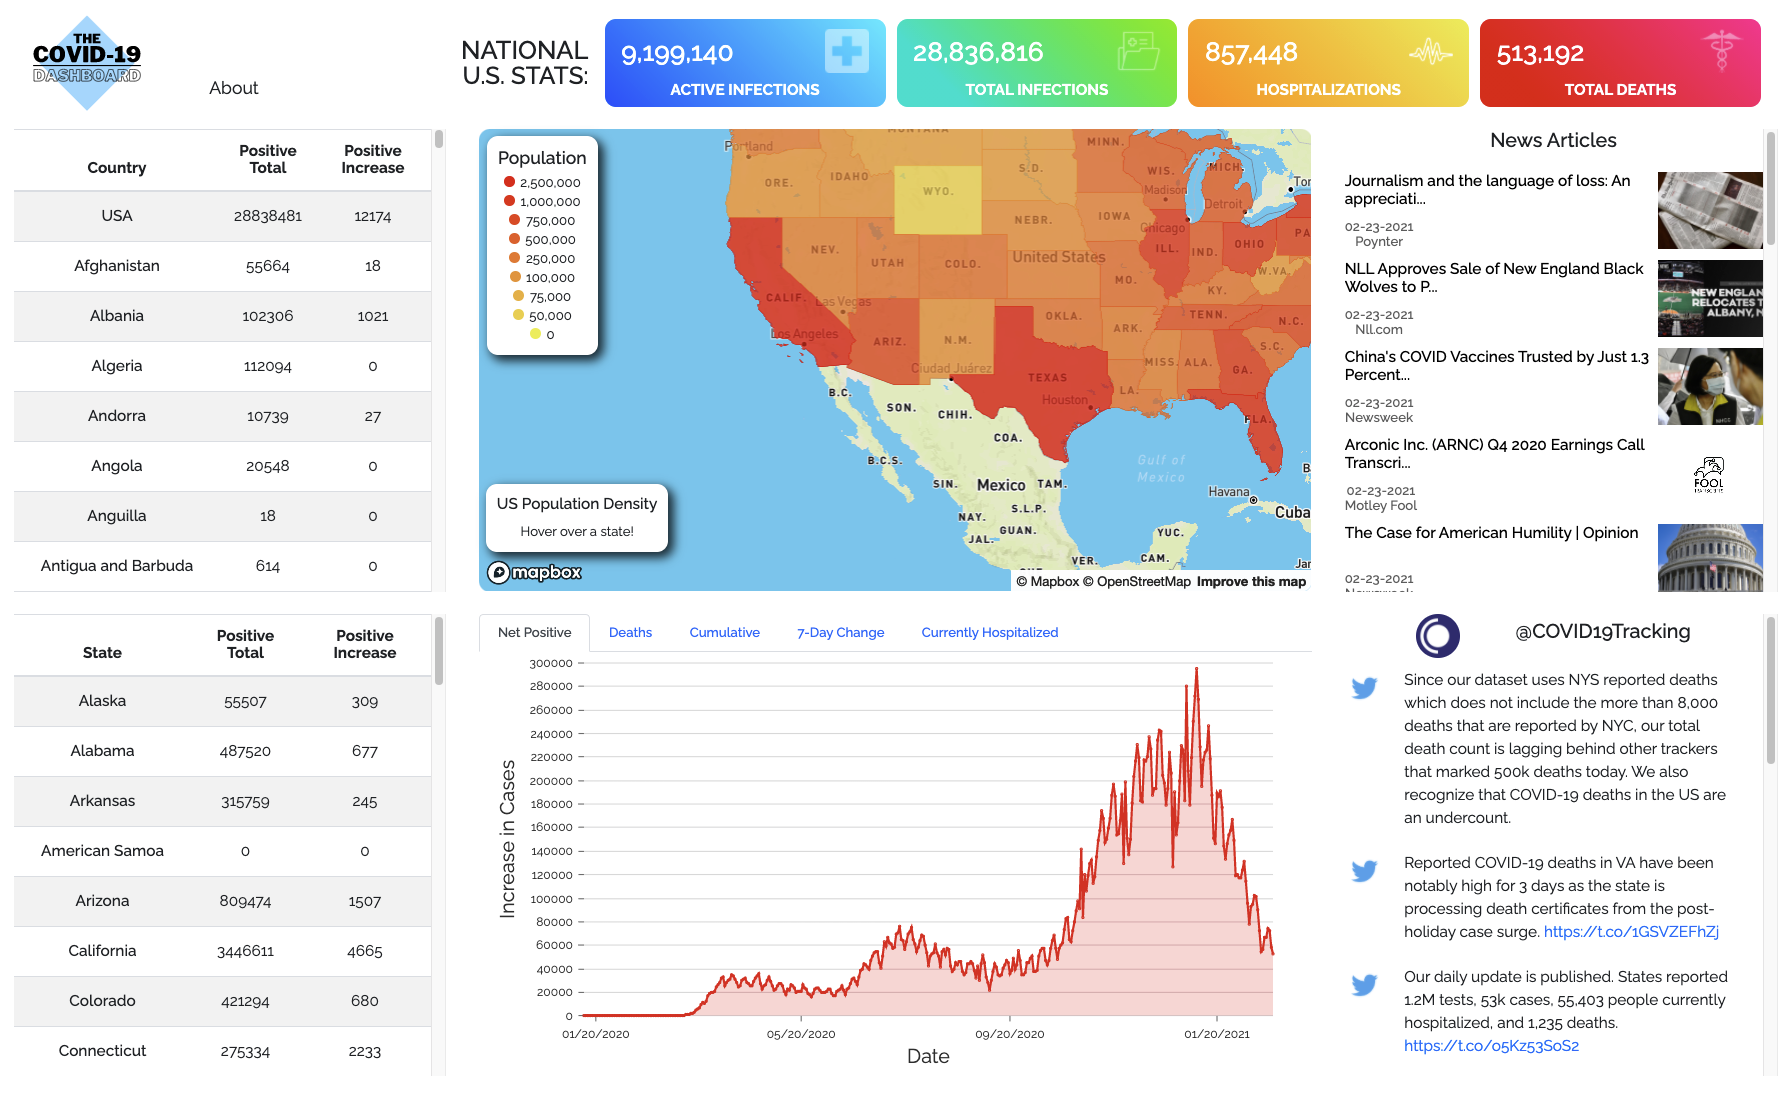 THE
COVID-19
DASHBOARD
About
NATIONAL
U.S. STATS:
9,199,140
ACTIVE INFECTIONS
28,836,816
TOTAL INFECTIONS
857,448
HOSPITALIZATIONS
513,192
TOTAL DEATHS
Country Positive Total Positive Increase
USA 28838481 12174
Afghanistan 55664 18
Albania 102306 1021
Algeria 112094 0
Andorra 10739 27
Angola 20548 0
Anguilla 18 0
Antigua and Barbuda 614 0
Population
2,500,000
1,000,000
750,000
500,000
250,000
100,000
75,000
50,000
0
MONTANA
MINN.
Portland
ORE.
IDAHO
WYO.
S.D.
WIS.
MICH.
Madison
Tor
Detroit
NEBR.
IOWA
Chicago
NEV.
UTAH
COLO.
United States
ILL.
IND.
OHIO
PA
W.VA.
MO.
KY.
CALIF.
Las Vegas
Los Angeles
ARIZ.
N.M.
OKLA.
ARK.
TENN.
N.C.
S.C.
MISS.
ALA.
GA.
Ciudad Juárez
TEXAS
LA.
Houston
FLA.
B.C.
SON.
CHIH.
COA.
B.C.S.
SIN.
Mexico
TAM.
Gulf of
Mexico
Havana
B
Cuba
NAY.
S.L.P.
JAL.
GUAN.
YUC.
VER.
CAM.
Jar
US Population Density
Hover over a state!
mapbox
© Mapbox © OpenStreetMap Improve this map
News Articles
Journalism and the language of loss: An
appreciati...
02-23-2021
Poynter
NLL Approves Sale of New England Black
Wolves to P...
02-23-2021
Nll.com
NEW ENGLAN
RELOCATES T
ALBANY, N
China's COVID Vaccines Trusted by Just 1.3
Percent...
02-23-2021
Newsweek
Arconic Inc. (ARNC) Q4 2020 Earnings Call
Transcri...
02-23-2021
Motley Fool
FOOL
The Case for American Humility | Opinion
02-23-2021
Newsweek
State Positive Total Positive Increase
Alaska 55507 309
Alabama 487520 677
Arkansas 315759 245
American Samoa 0 0
Arizona 809474 1507
California 3446611 4665
Colorado 421294 680
Connecticut 275334 2233
Net Positive Deaths Cumulative 7-Day Change Currently Hospitalized
Increase in Cases
300000
280000
260000
240000
220000
200000
180000
160000
140000
120000
100000
80000
60000
40000
20000
0
01/20/2020 05/20/2020 09/20/2020 01/20/2021
Date
@COVID19Tracking
Since our dataset uses NYS reported deaths
which does not include the more than 8,000
deaths that are reported by NYC, our total
death count is lagging behind other trackers
that marked 500k deaths today. We also
recognize that COVID-19 deaths in the US are
an undercount.
Reported COVID-19 deaths in VA have been
notably high for 3 days as the state is
processing death certificates from the post-
holiday case surge. https://t.co/1GSVZEFhZj
Our daily update is published. States reported
1.2M tests, 53k cases, 55,403 people currently
hospitalized, and 1,235 deaths.
https://t.co/o5Kz53SoS2